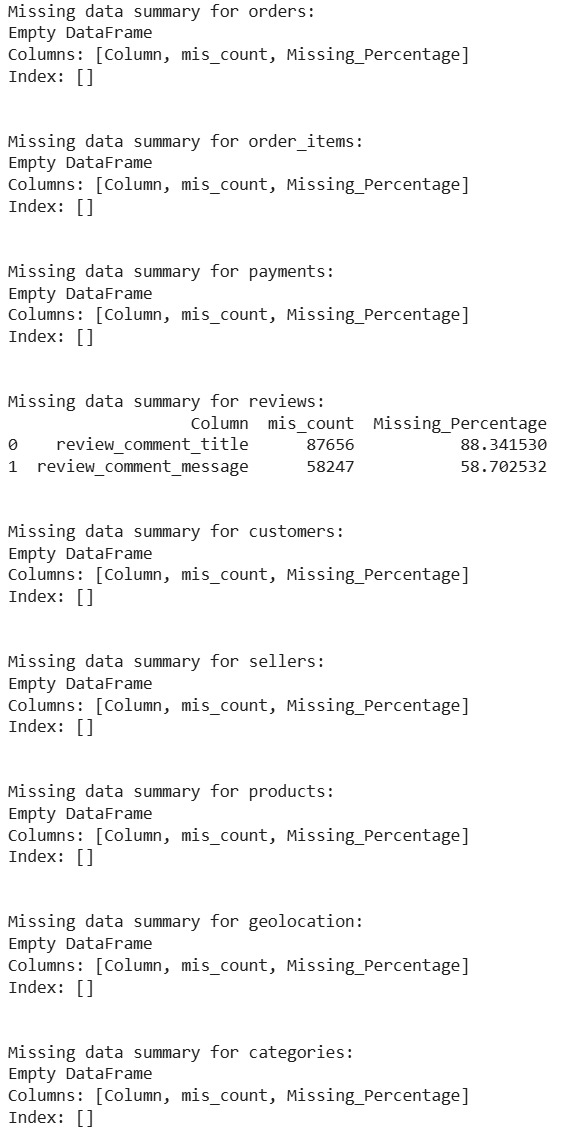 Missing data summary for orders:
Empty DataFrame
Columns: [Column, mis_count, Missing_Percentage]
Index: []
Missing data summary for order_items:
Empty DataFrame
Columns: [Column, mis_count, Missing_Percentage]
Index: []
Missing data summary for payments:
Empty DataFrame
Columns: [Column, mis_count, Missing_Percentage]
Index: []
Missing data summary for reviews:
Column mis_count Missing_Percentage
0 review_comment_title 87656 88.341530
1 review_comment_message 58247 58.702532
Missing data summary for customers:
Empty DataFrame
Columns: [Column, mis_count, Missing_Percentage]
Index: []
Missing data summary for sellers:
Empty DataFrame
Columns: [Column, mis_count, Missing_Percentage]
Index: []
Missing data summary for products:
Empty DataFrame
Columns: [Column, mis_count, Missing_Percentage]
Index: []
Missing data summary for geolocation:
Empty DataFrame
Columns: [Column, mis_count, Missing_Percentage]
Index: []
Missing data summary for categories:
Empty DataFrame
Columns: [Column, mis_count, Missing_Percentage]
Index: []